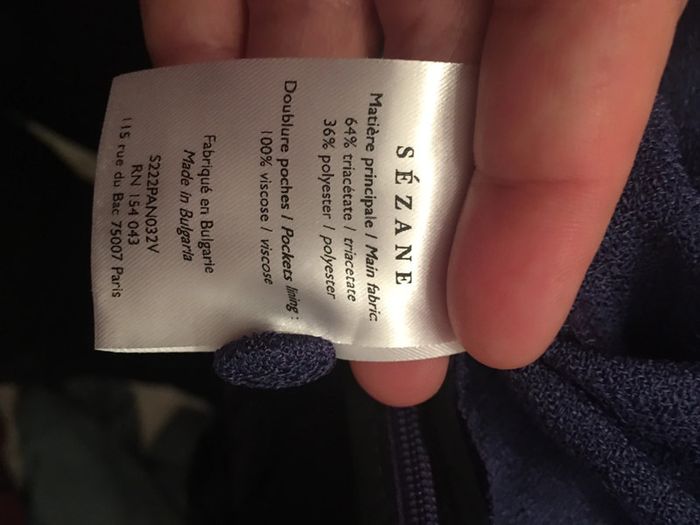 SÉZANE
Matière principale / Main fabric:
64% triacétate / triacetate
36% polyester / polyester
Doublure poches / Pockets lining :
100% viscose / viscose
Fabriqué en Bulgarie
Made in Bulgaria
S222PAN032V
RN 154 043
115 rue du Bac 75007 Paris